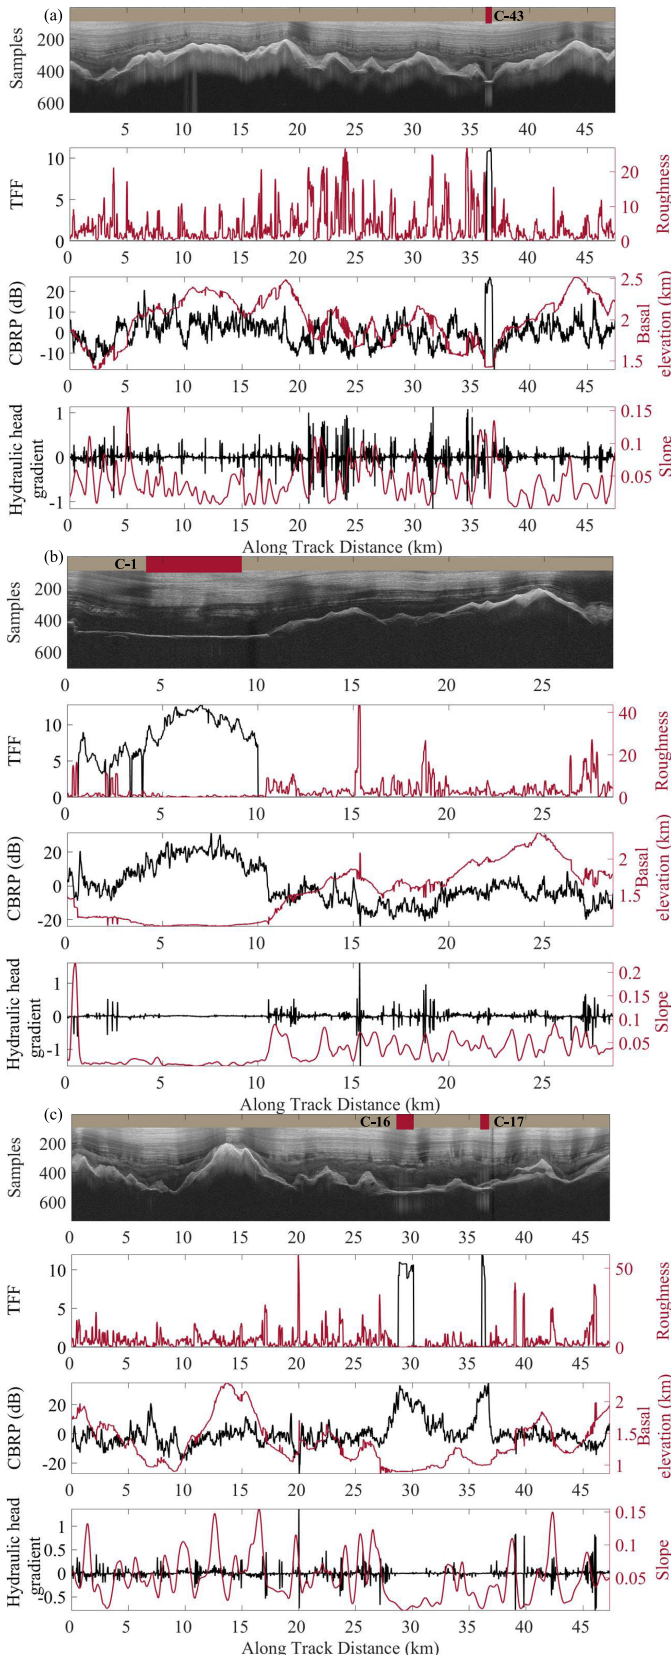 (a)
C-43
Samples
200
400
600
5 10 15 20 25 30 35 40 45
TFF
10
5
0
Roughness
20
10
0
0 5 10 15 20 25 30 35 40 45
CBRP (dB)
20
10
0
-10
Basal
elevation (km)
2.5
2
1.5
0 5 10 15 20 25 30 35 40 45
Hydraulic head
gradient
1
0
-1
Slope
0.15
0.1
0.05
0 5 10 15 20 25 30 35 40 45
Along Track Distance (km)
(b)
C-1
Samples
200
400
600
0 5 10 15 20 25
TFF
10
5
0
Roughness
40
20
0
0 5 10 15 20 25
CBRP (dB)
20
0
-20
Basal
elevation (km)
2
1.5
0 5 10 15 20 25
Hydraulic head
gradient
1
0
-1
Slope
0.2
0.15
0.1
0.05
0 5 10 15 20 25
Along Track Distance (km)
(c)
C-16
C-17
Samples
200
400
600
0 5 10 15 20 25 30 35 40 45
TFF
10
5
0
Roughness
50
0
0 5 10 15 20 25 30 35 40 45
CBRP (dB)
20
0
-20
Basal
elevation (km)
2
1.5
1
0 5 10 15 20 25 30 35 40 45
Hydraulic head
gradient
1
0.5
0
-0.5
Slope
0.15
0.1
0.05
0 5 10 15 20 25 30 35 40 45
Along Track Distance (km)